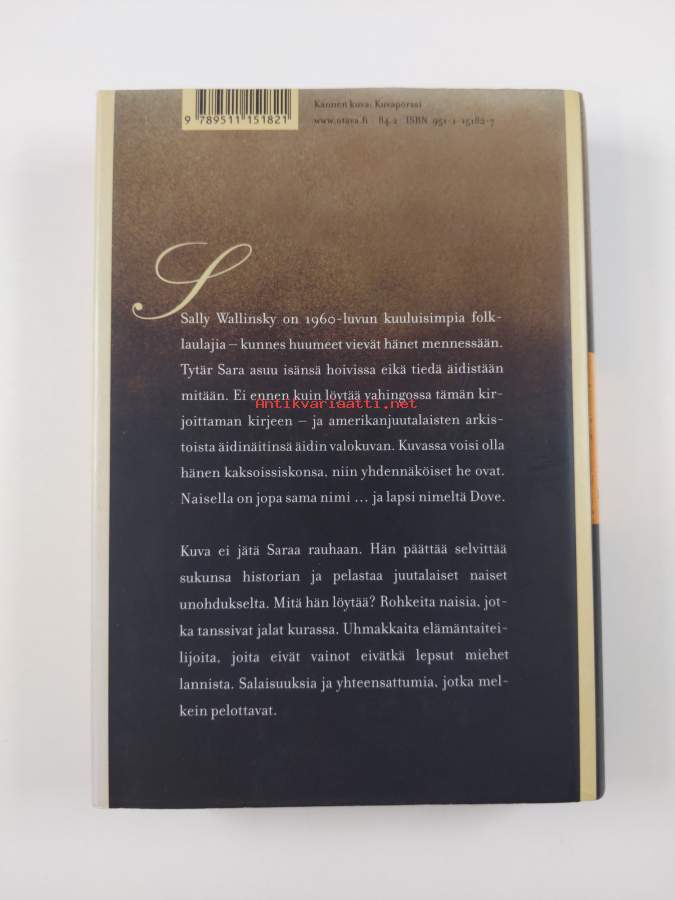 Kannen kuva: Kuvapörssi
9 789511 151821
www.otava.fi 84.2 ISBN 951-1-15182-7
S
Sally Wallinsky on 1960-luvun kuuluisimpia folk-
laulajia – kunnes huumeet vievät hänet mennessään.
Tytär Sara asuu isänsä hoivissa eikä tiedä äidistään
mitään. Ei ennen kuin löytää vahingossa tämän kir-
Antikvariaatti.net
joittaman kirjeen – ja amerikanjuutalaisten arkis-
toista äidinäitinsä äidin valokuvan. Kuvassa voisi olla
hänen kaksoissiskonsa, niin yhdennäköiset he ovat.
Naisella on jopa sama nimi ... ja lapsi nimeltä Dove.
Kuva ei jätä Saraa rauhaan. Hän päättää selvittää
sukunsa historian ja pelastaa juutalaiset naiset
unohdukselta. Mitä hän löytää? Rohkeita naisia, jot-
ka tanssivat jalat kurassa. Uhmakkaita elämäntaitei-
lijoita, joita eivät vainot eivätkä lepsut miehet
lannista. Salaisuuksia ja yhteensattumia, jotka mel-
kein pelottavat.